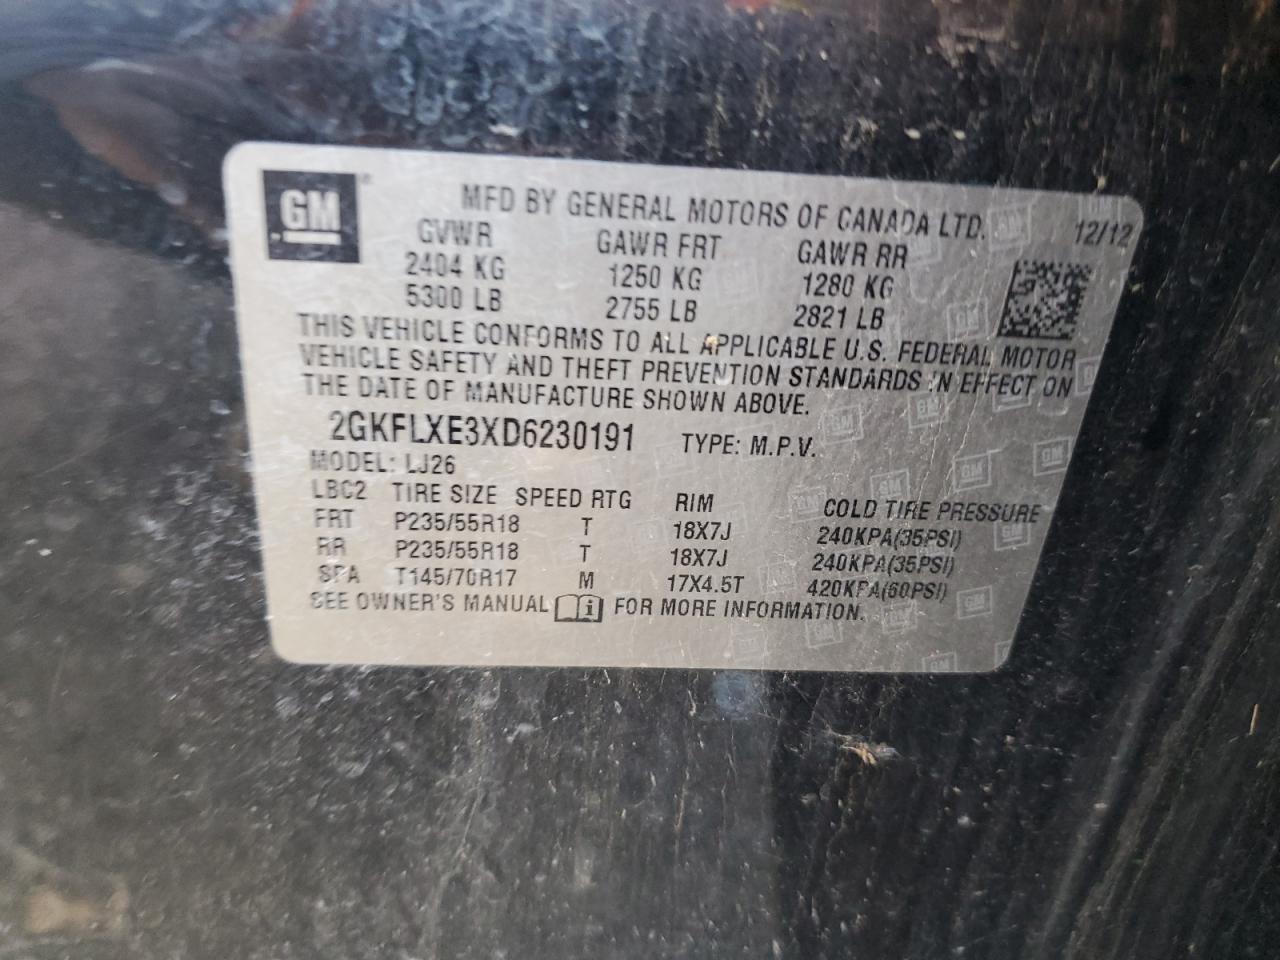 GM
MFD BY GENERAL MOTORS OF CANADA LTD. 12/12
GVWR GAWR FRT GAWR RR
2404 KG 1250 KG 1280 KG
5300 LB 2755 LB 2821 LB
THIS VEHICLE CONFORMS TO ALL APPLICABLE U.S. FEDERAL MOTOR
VEHICLE SAFETY AND THEFT PREVENTION STANDARDS IN EFFECT ON
THE DATE OF MANUFACTURE SHOWN ABOVE.
2GKFLXE3XD6230191 TYPE: M.P.V.
MODEL: LJ26
LBC2 TIRE SIZE SPEED RTG RIM COLD TIRE PRESSURE
FRT P235/55R18 T 18X7J 240KPA(35PSI)
RR P235/55R18 T 18X7J 240KPA(35PSI)
SPA T145/70R17 M 17X4.5T 420KPA(60PSI)
SEE OWNER'S MANUAL i FOR MORE INFORMATION.